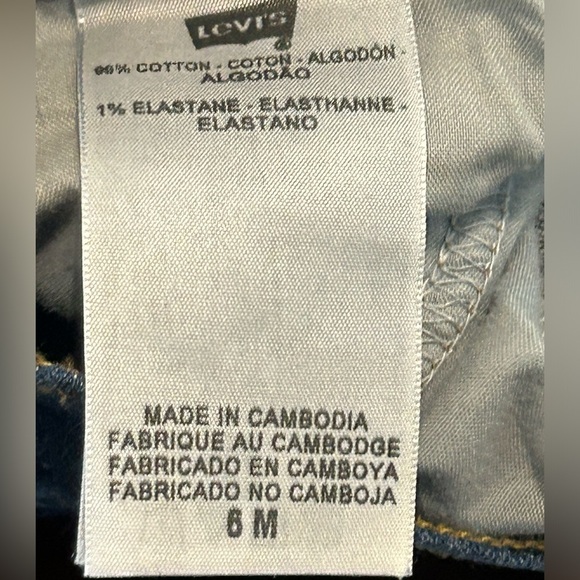 Levi's
99% COTTON - COTON - ALGODÓN -
ALGODÃO
1% ELASTANE - ELASTHANNE -
ELASTANO
MADE IN CAMBODIA
FABRIQUE AU CAMBODGE
FABRICADO EN CAMBOYA
FABRICADO NO CAMBOJA
6 M